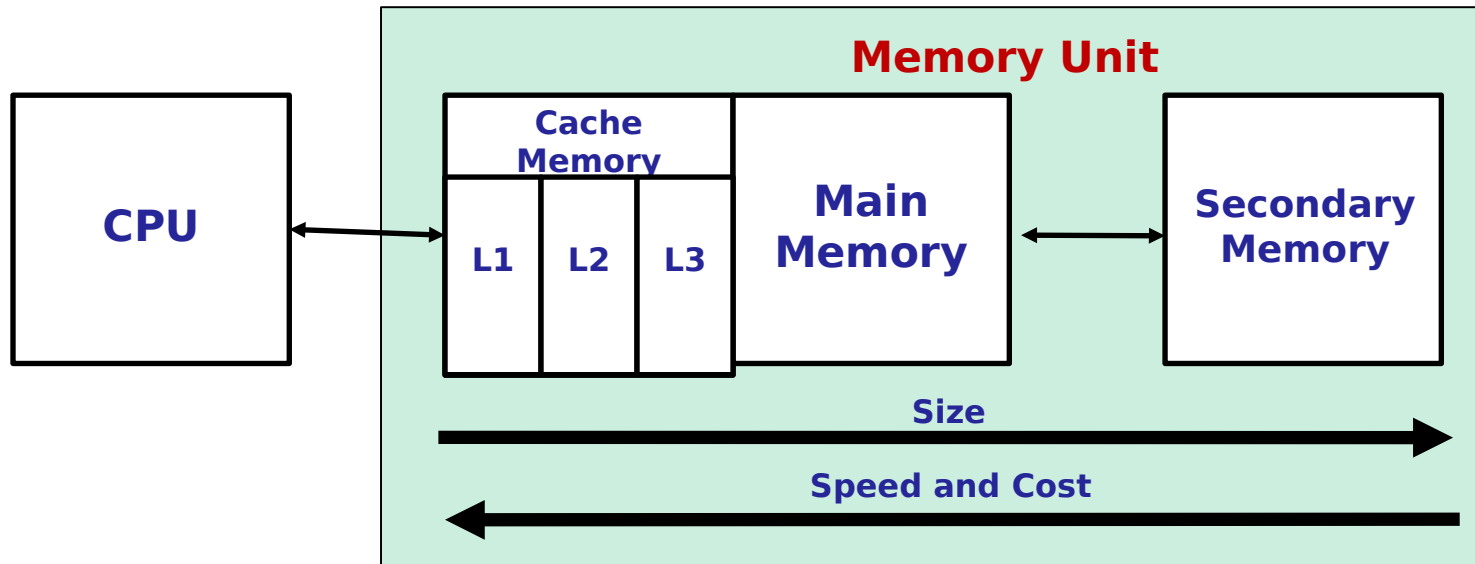 Memory Unit
Cache
Memory
CPU
L1
L2
L3
Main
Memory
Secondary
Memory
Size
Speed and Cost